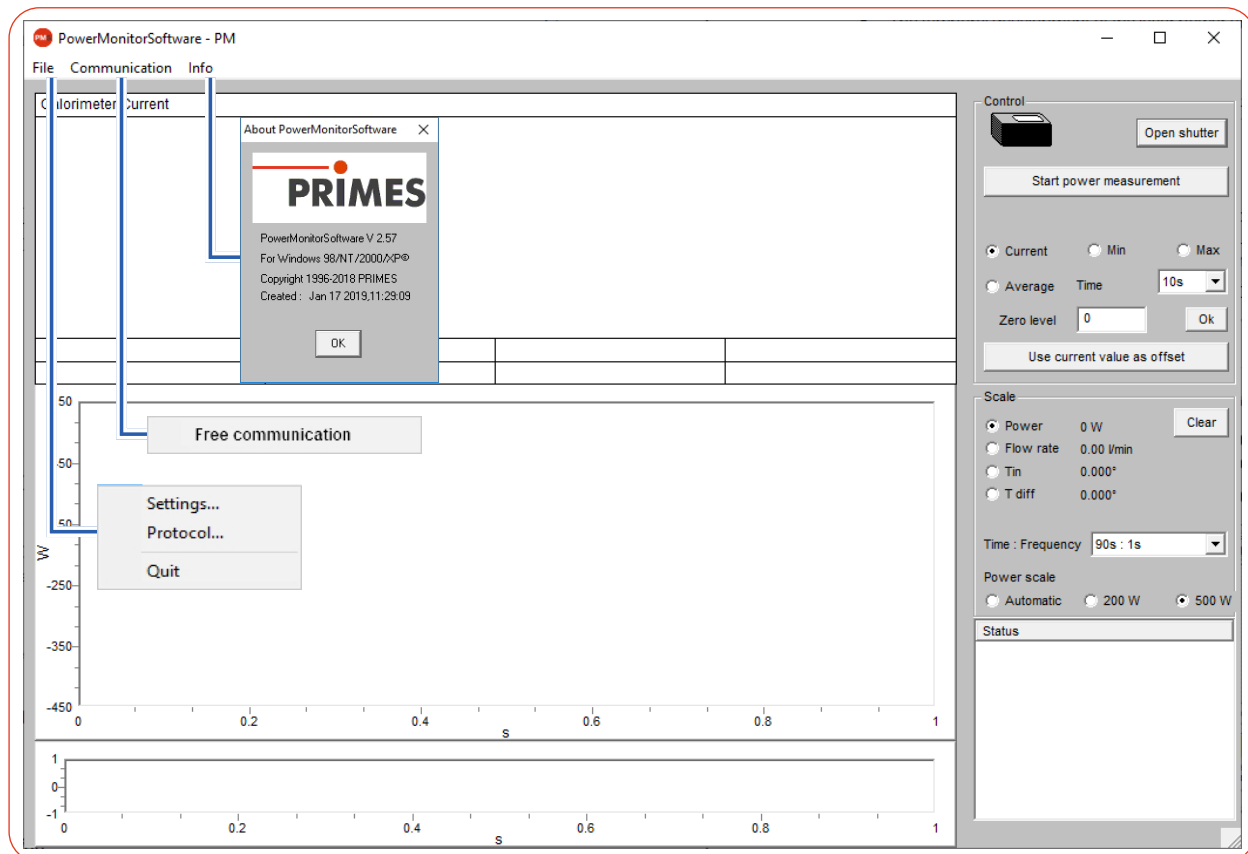 PM
PowerMonitorSoftware - PM
File Communication Info
Calorimeter Current
About PowerMonitorSoftware
PRIMES
PowerMonitorSoftware V 2.57
For Windows 98/NT/2000/XP®
Copyright 1996-2018 PRIMES
Created : Jan 17 2019,11:29:09
OK
Free communication
Settings...
Protocol...
Quit
50
-50
50
-250
-350
-450
W
0 0.2 0.4 0.6 0.8 1
s
1
0
-1
0 0.2 0.4 0.6 0.8 1
s
Control
Open shutter
Start power measurement
Current Min Max
Average Time 10s
Zero level 0 Ok
Use current value as offset
Scale
Power 0 W Clear
Flow rate 0.00 l/min
Tin 0.000°
T diff 0.000°
Time : Frequency 90s : 1s
Power scale
Automatic 200 W 500 W
Status